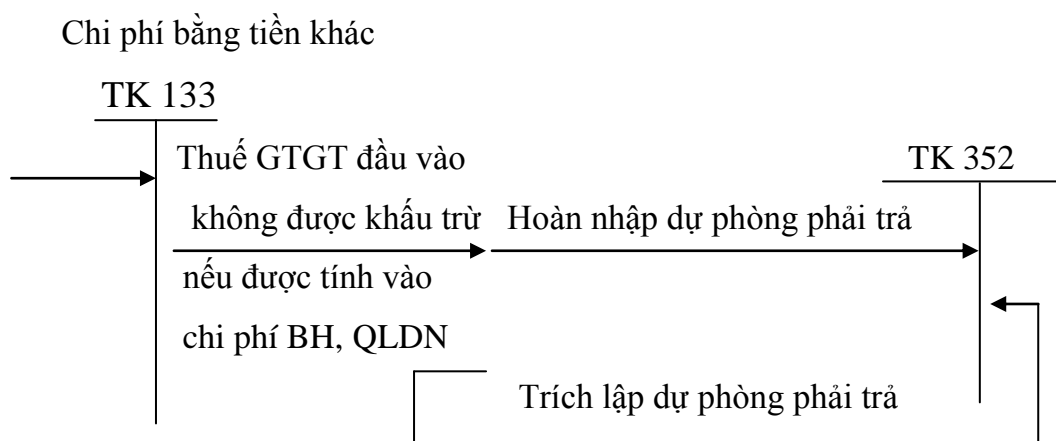 Chi phí bằng tiền khác
TK 133
Thuế GTGT đầu vào
TK 352
không được khấu trừ
Hoàn nhập dự phòng phải trả
nếu được tính vào
chi phí BH, QLDN
Trích lập dự phòng phải trả